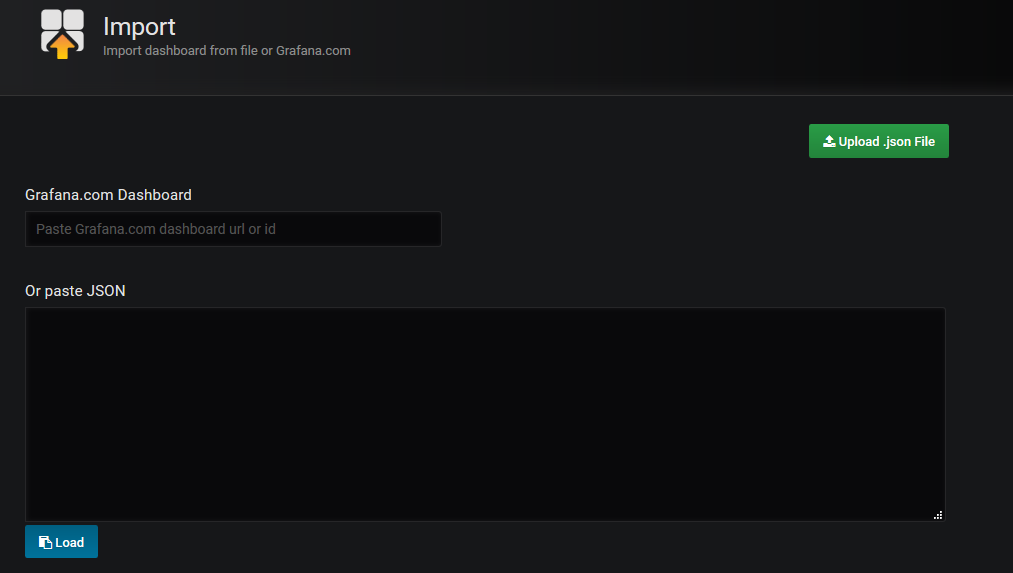 Import
Import dashboard from file or Grafana.com
Upload .json File
Grafana.com Dashboard
Paste Grafana.com dashboard url or id
Or paste JSON
Load